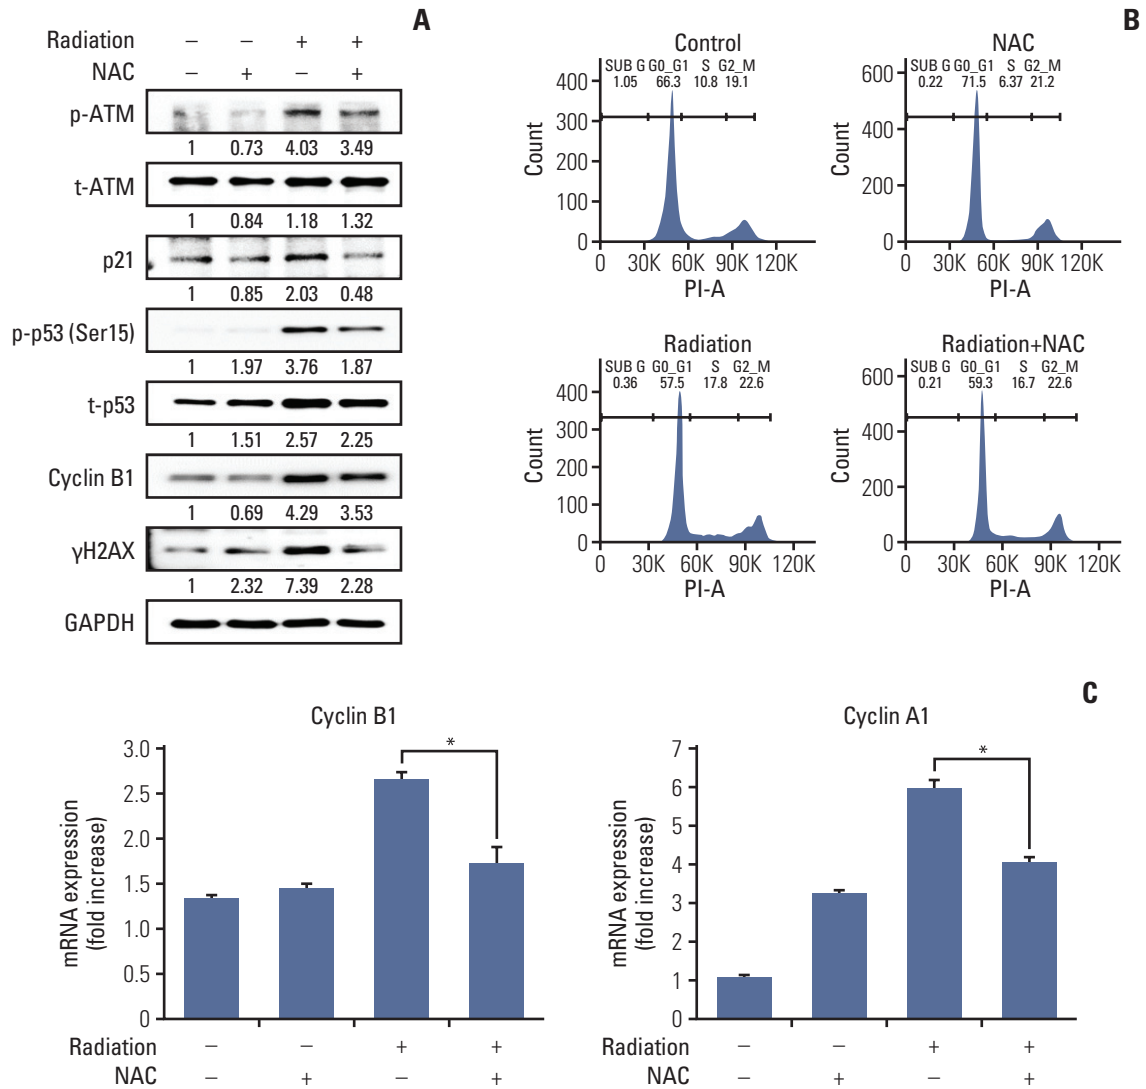 A
Radiation – – + +
NAC – + – +
p-ATM
1 0.73 4.03 3.49
t-ATM
1 0.84 1.18 1.32
p21
1 0.85 2.03 0.48
p-p53 (Ser15)
1 1.97 3.76 1.87
t-p53
1 1.51 2.57 2.25
Cyclin B1
1 0.69 4.29 3.53
γH2AX
1 2.32 7.39 2.28
GAPDH
B
Control
SUB G G0_G1 S G2_M
1.05 66.3 10.8 19.1
Count
400
300
200
100
0
0 30K 60K 90K 120K
PI-A
NAC
SUB G G0_G1 S G2_M
0.22 71.5 6.37 21.2
Count
600
400
200
0
0 30K 60K 90K 120K
PI-A
Radiation
SUB G G0_G1 S G2_M
0.36 57.5 17.8 22.6
Count
400
300
200
100
0
0 30K 60K 90K 120K
PI-A
Radiation+NAC
SUB G G0_G1 S G2_M
0.21 59.3 16.7 22.6
Count
600
400
200
0
0 30K 60K 90K 120K
PI-A
C
Cyclin B1
mRNA expression
(fold increase)
3.0
2.5
2.0
1.5
1.0
0.5
0
*
Radiation – – + +
NAC – + – +
Cyclin A1
mRNA expression
(fold increase)
7
6
5
4
3
2
1
0
*
Radiation – – + +
NAC – + – +